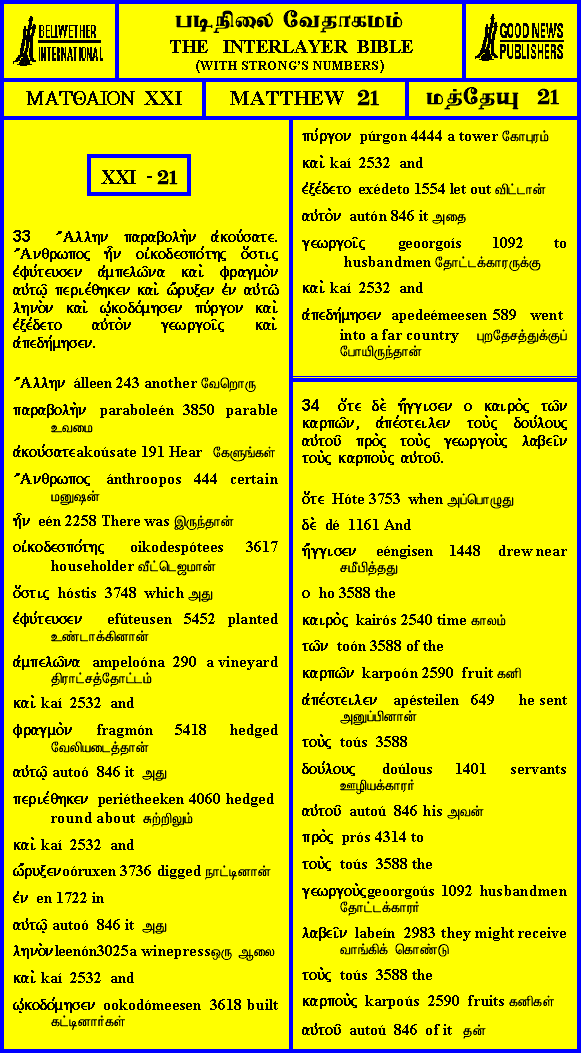 BELLWETHER
INTERNATIONAL
படிநிலை வேதாகமம்
THE INTERLAYER BIBLE
(WITH STRONG'S NUMBERS)
GOOD NEWS
PUBLISHERS
ΜΑΤΘΑΙΟΝ XXI
MATTHEW 21
மத்தேயு 21
XXI - 21
33 Ἄλλην παραβολὴν ἀκούσατε.
Ἄνθρωπος ἦν οἰκοδεσπότης ὅστις
ἐφύτευσεν ἀμπελῶνα καὶ φραγμὸν
αὐτῷ περιέθηκεν καὶ ὤρυξεν ἐν αὐτῷ
ληνὸν καὶ ᾠκοδόμησεν πύργον καὶ
ἐξέδετο αὐτὸν γεωργοῖς καὶ
ἀπεδήμησεν.
Ἄλλην álleen 243 another வேறொரு
παραβολὴν paraboleén 3850 parable
உவமை
ἀκούσατε akoúsate 191 Hear கேளுங்கள்
Ἄνθρωπος ánthroopos 444 certain
மனுஷன்
ἦν eén 2258 There was இருந்தான்
οἰκοδεσπότης oikodespótees 3617
householder வீட்டெஜமான்
ὅστις hóstis 3748 which அது
ἐφύτευσεν efúteusen 5452 planted
உண்டாக்கினான்
ἀμπελῶνα ampeloóna 290 a vineyard
திராட்சத்தோட்டம்
καὶ kaí 2532 and
φραγμὸν fragmón 5418 hedged
வேலியடைத்தான்
αὐτῷ autoó 846 it அது
περιέθηκεν periétheeken 4060 hedged
round about சுற்றிலும்
καὶ kaí 2532 and
ὤρυξεν oóruxen 3736 digged நாட்டினான்
ἐν en 1722 in
αὐτῷ autoó 846 it அது
ληνὸν leenón 3025 a winepress ஒரு ஆலை
καὶ kaí 2532 and
ᾠκοδόμησεν ookodómeesen 3618 built
கட்டினார்கள்
πύργον púrgon 4444 a tower கோபுரம்
καὶ kaí 2532 and
ἐξέδετο exédeto 1554 let out விட்டான்
αὐτὸν autón 846 it அதை
γεωργοῖς geoorgois 1092 to
husbandmen தோட்டக்காரருக்கு
καὶ kaí 2532 and
ἀπεδήμησεν apedeémeesen 589 went
into a far country புறதேசத்துக்குப்
போயிருந்தான்
34 ὅτε δὲ ἤγγισεν ο καιρὸς τῶν
καρπῶν, ἀπέστειλεν τοὺς δούλους
αὐτοῦ πρὸς τοὺς γεωργοὺς λαβεῖν
τοὺς καρποὺς αὐτοῦ.
ὅτε Hóte 3753 when அப்பொழுது
δὲ dé 1161 And
ἤγγισεν eéngisen 1448 drew near
சமீபித்தது
ο ho 3588 the
καιρὸς kairós 2540 time காலம்
τῶν toón 3588 of the
καρπῶν karpoón 2590 fruit கனி
ἀπέστειλεν apésteilen 649 he sent
அனுப்பினான்
τοὺς toús 3588
δούλους doúlous 1401 servants
ஊழியக்காரர்
αὐτοῦ autoú 846 his அவன்
πρὸς prós 4314 to
τοὺς toús 3588 the
γεωργοὺς geoorgoús 1092 husbandmen
தோட்டக்காரர்
λαβεῖν labeín 2983 they might receive
வாங்கிக் கொண்டு
τοὺς toús 3588 the
καρποὺς karpoús 2590 fruits கனிகள்
αὐτοῦ autoú 846 of it தன்